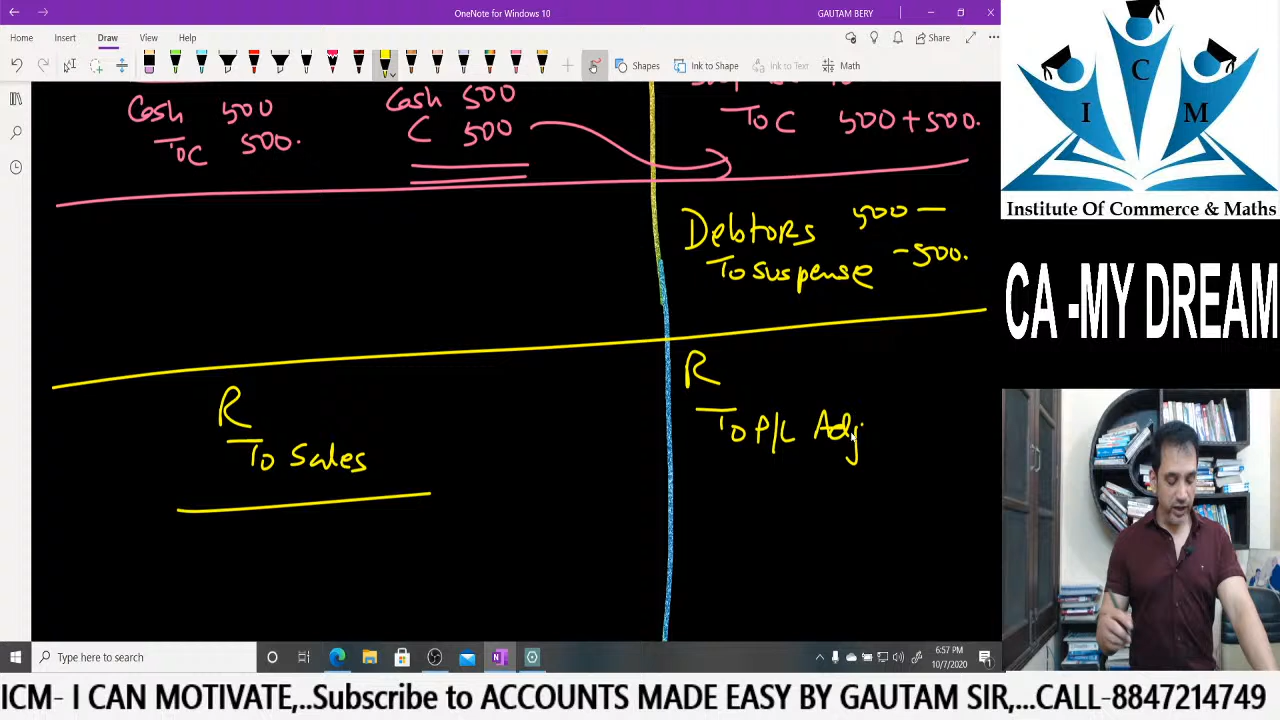 OneNote for Windows 10
GAUTAM BERY
Home
Insert
Draw
View
Help
Share
Shapes
Ink to Shape
Ink to Text
Math
Cash 500
To C 500.
Cash 500
C 500
To C 500 + 500.
Debtors 500 —
To Suspense — 500.
R
To Sales
R
To P/L Adj
I C M
Institute Of Commerce & Maths
CA -MY DREAM
Type here to search
6:57 PM
10/7/2020
ICM- I CAN MOTIVATE,..Subscribe to ACCOUNTS MADE EASY BY GAUTAM SIR,...CALL-8847214749